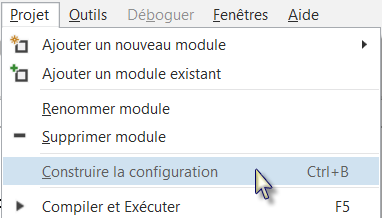 Projet Outils Déboguer Fenêtres Aide
Ajouter un nouveau module
Ajouter un module existant
Renommer module
Supprimer module
Construire la configuration Ctrl+B
Compiler et Exécuter F5